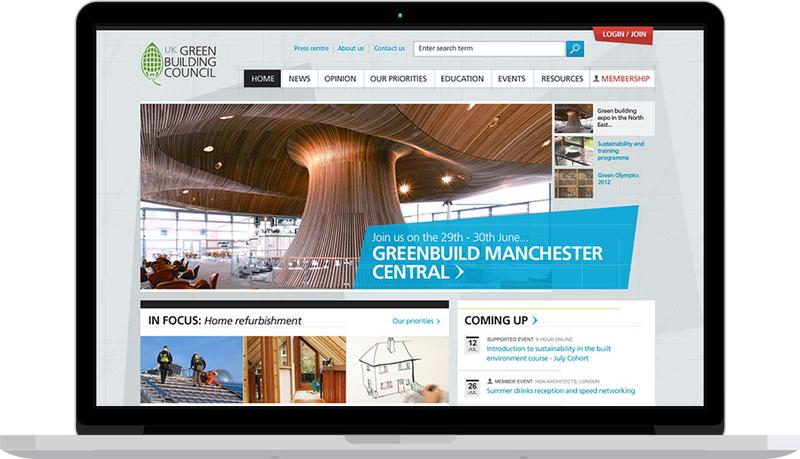 LOGIN / JOIN
UK GREEN
BUILDING
COUNCIL
Press centre
About us
Contact us
Enter search term
HOME
NEWS
OPINION
OUR PRIORITIES
EDUCATION
EVENTS
RESOURCES
MEMBERSHIP
Green building
expo in the North
East...
Sustainability and
training
programme
Green Olympics
2012
Join us on the 29th - 30th June...
GREENBUILD MANCHESTER
CENTRAL
IN FOCUS: Home refurbishment
Our priorities
COMING UP
12
JUL
SUPPORTED EVENT 8 HOUR ONLINE
Introduction to sustainability in the built
environment course - July Cohort
26
JUL
MEMBER EVENT HOK ARCHITECTS, LONDON
Summer drinks reception and speed networking